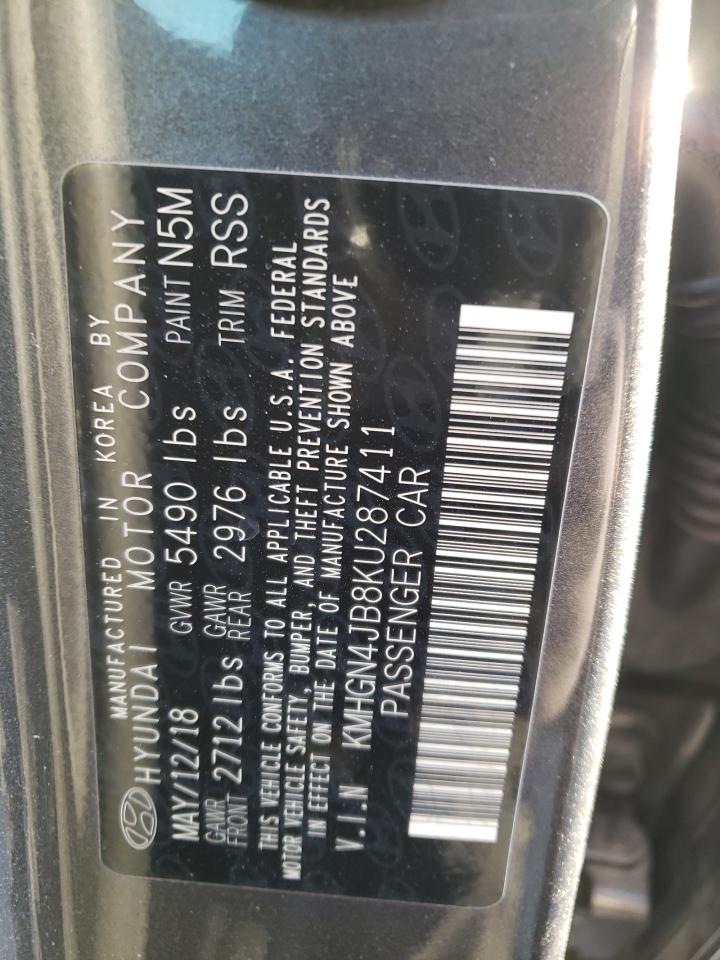 MANUFACTURED IN KOREA BY
HYUNDAI MOTOR COMPANY
MAY/12/18 GVWR 5490 lbs PAINT N5M
GAWR FRONT 2712 lbs GAWR REAR 2976 lbs TRIM RSS
THIS VEHICLE CONFORMS TO ALL APPLICABLE U.S.A. FEDERAL
MOTOR VEHICLE SAFETY, BUMPER, AND THEFT PREVENTION STANDARDS
IN EFFECT ON THE DATE OF MANUFACTURE SHOWN ABOVE
V.I.N KMHGN4JB8KU287411
PASSENGER CAR